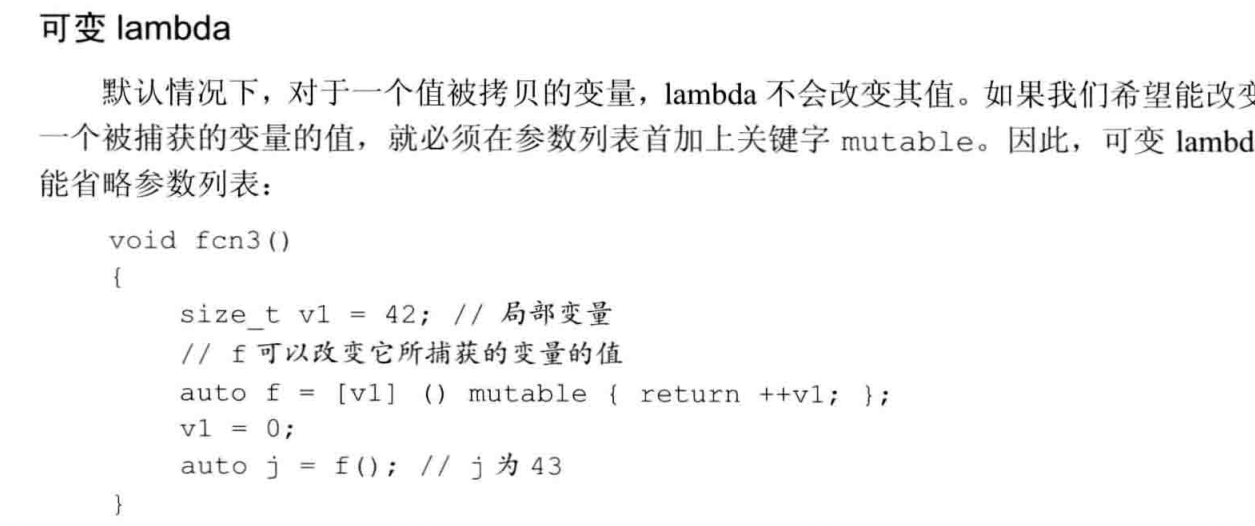 可变 lambda
默认情况下，对于一个值被拷贝的变量，lambda 不会改变其值。如果我们希望能改变
一个被捕获的变量的值，就必须在参数列表首加上关键字 mutable。因此，可变 lambd
能省略参数列表：
void fcn3()
{
size_t v1 = 42; // 局部变量
// f 可以改变它所捕获的变量的值
auto f = [v1] () mutable { return ++v1; };
v1 = 0;
auto j = f(); // j 为 43
}